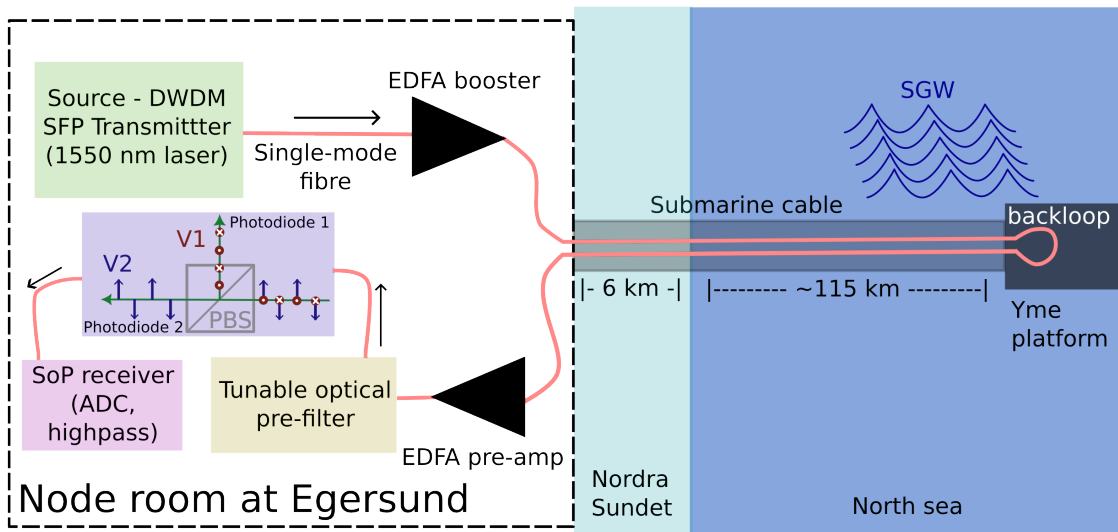 Source - DWDM
SFP Transmittter
(1550 nm laser)
EDFA booster
Single-mode
fibre
SGW
Submarine cable
backloop
|- 6 km -|
|--------- ~115 km ----------|
Yme
platform
Photodiode 1
V1
V2
Photodiode 2
PBS
SoP receiver
(ADC,
highpass)
Tunable optical
pre-filter
EDFA pre-amp
Node room at Egersund
Nordra
Sundet
North sea